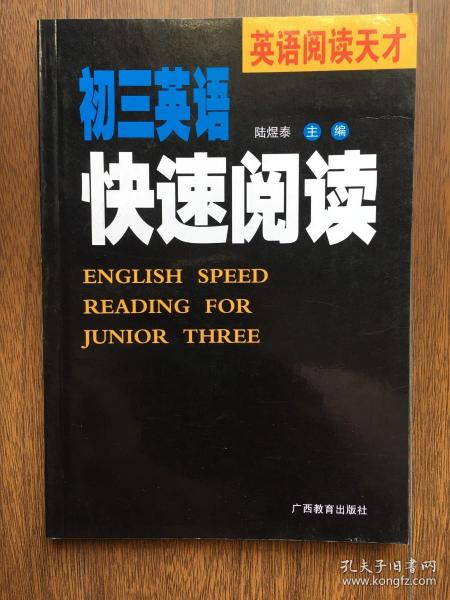 英语阅读天才
初三英语
陆煜泰 主编
快速阅读
ENGLISH SPEED
READING FOR
JUNIOR THREE
广西教育出版社
孔夫子旧书网
www.kongfz.com